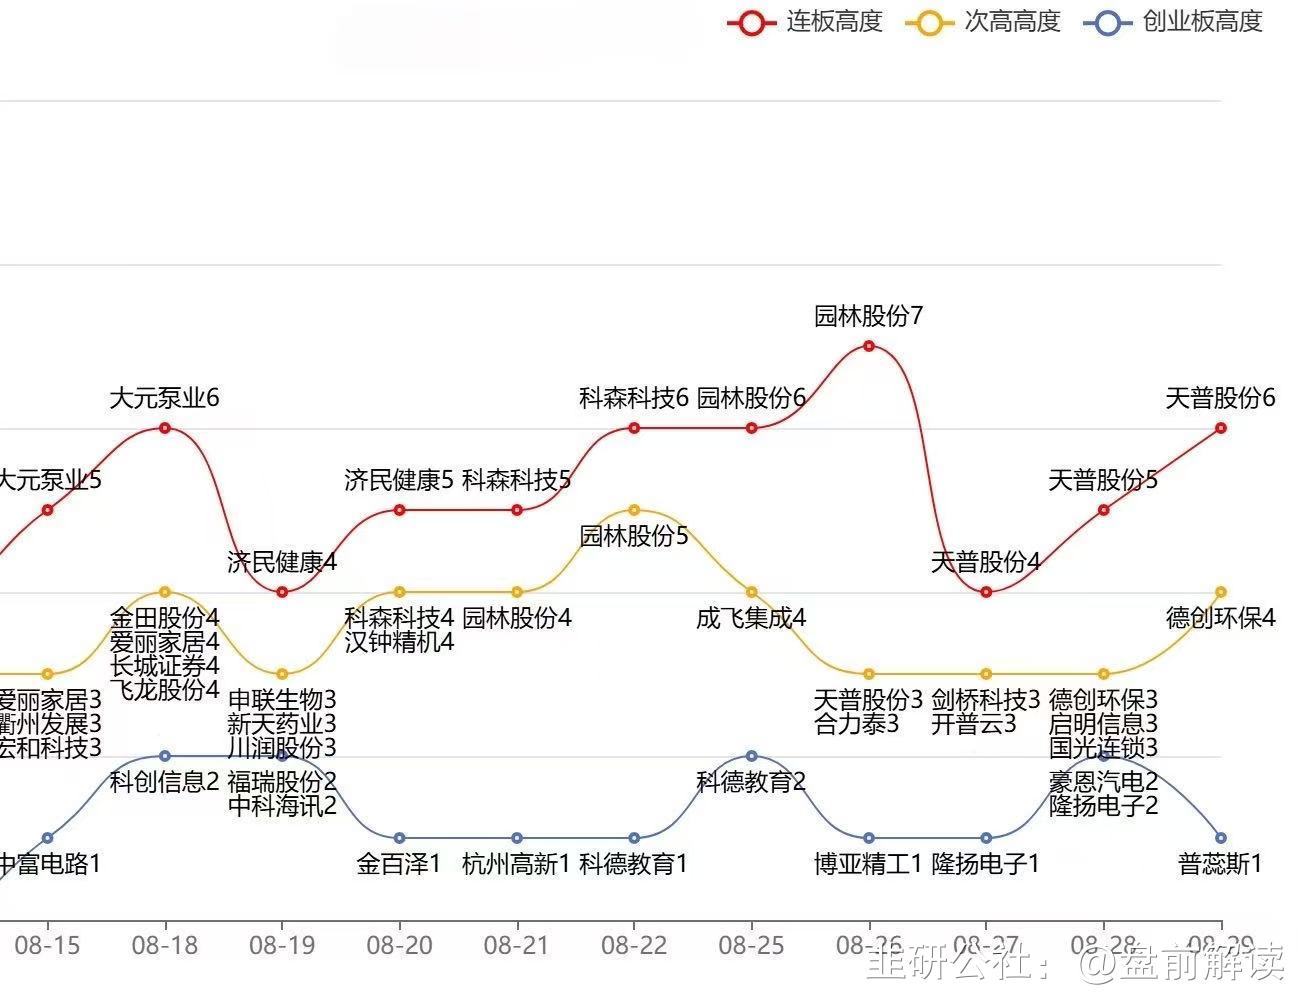 连板高度 次高高度 创业板高度
园林股份7
大元泵业6 科森科技6 园林股份6 天普股份6
大元泵业5 济民健康5 科森科技5 天普股份5
园林股份5
济民健康4 天普股份4
金田股份4 科森科技4 园林股份4 成飞集成4 德创环保4
爱丽家居4 汉钟精机4
长城证券4
飞龙股份4
爱丽家居3 申联生物3 天普股份3 剑桥科技3 德创环保3
衢州发展3 新天药业3 合力泰3 开普云3 启明信息3
宏和科技3 川润股份3 国光连锁3
科创信息2 福瑞股份2 科德教育2 豪恩汽电2
中科海讯2 隆扬电子2
中富电路1 金百泽1 杭州高新1 科德教育1 博亚精工1 隆扬电子1 普蕊斯1
08-15 08-18 08-19 08-20 08-21 08-22 08-25 08-26 08-27 08-28 08-29
韭研公社：@盘前解读